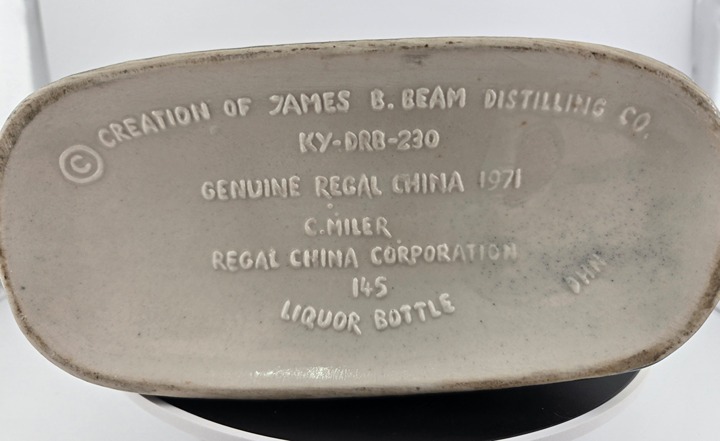 © CREATION OF JAMES B. BEAM DISTILLING CO.
KY-DRB-230
GENUINE REGAL CHINA 1971
C. MILER
REGAL CHINA CORPORATION
145
LIQUOR BOTTLE
DHN